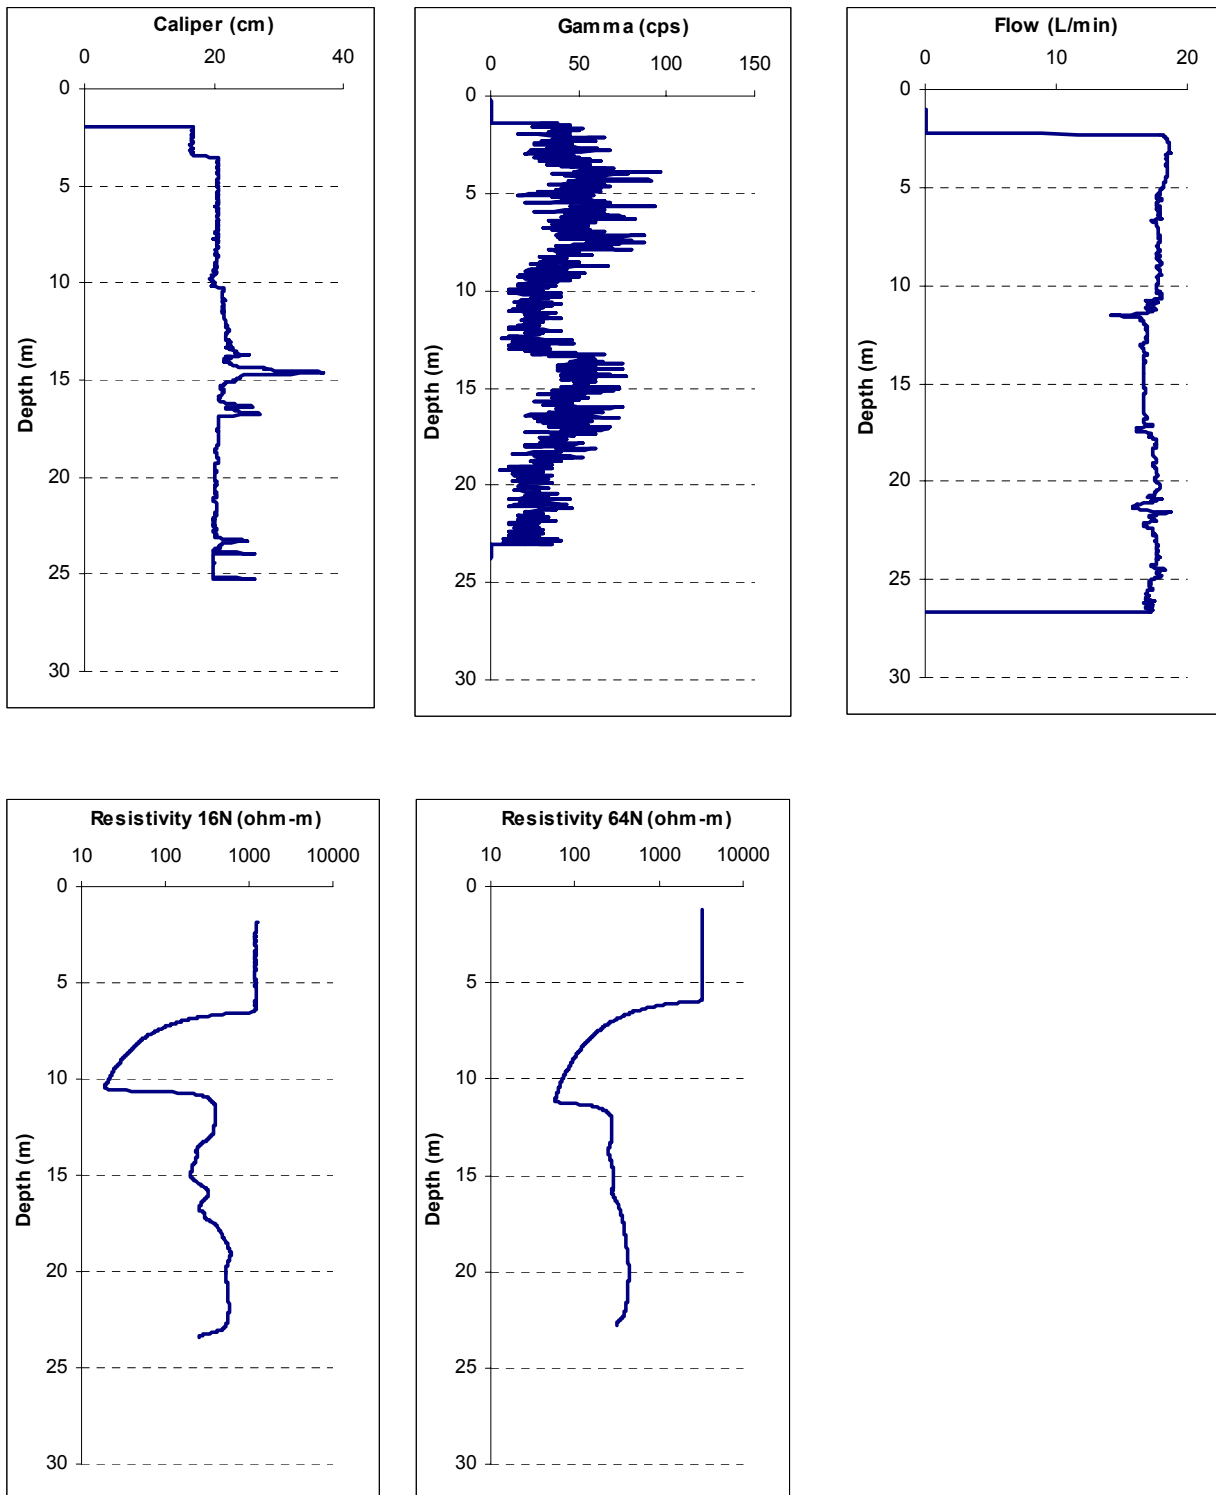 Caliper (cm)
0 20 40
0
5
10
15
20
25
30
Depth (m)
Gamma (cps)
0 50 100 150
0
5
10
15
20
25
30
Depth (m)
Flow (L/min)
0 10 20
0
5
10
15
20
25
30
Depth (m)
Resistivity 16N (ohm-m)
10 100 1000 10000
0
5
10
15
20
25
30
Depth (m)
Resistivity 64N (ohm-m)
10 100 1000 10000
0
5
10
15
20
25
30
Depth (m)